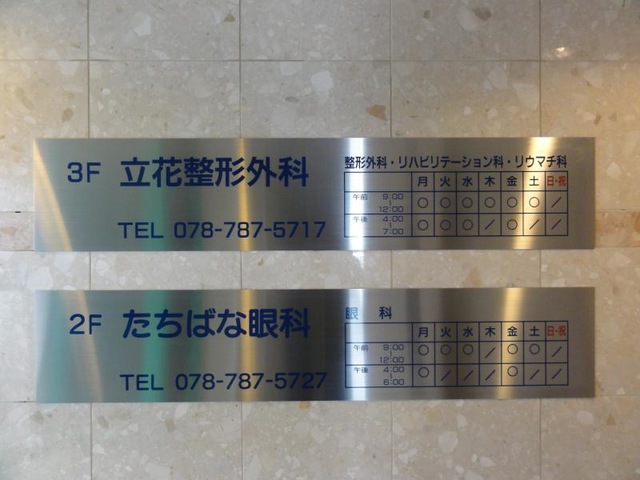 3F 立花整形外科
TEL 078-787-5717
整形外科・リハビリテーション科・リウマチ科
月 火 水 木 金 土 日・祝
午前 9:00 〜 12:00 ○ ○ ○ ○ ○ ○ ／
午後 4:00 〜 7:00 ○ ○ ○ ／ ○ ／ ／
2F たちばな眼科
TEL 078-787-5727
眼 科
月 火 水 木 金 土 日・祝
午前 9:00 〜 12:00 ○ ○ ○ ／ ○ ○ ／
午後 4:00 〜 6:00 ○ ／ ／ ／ ○ ／ ／